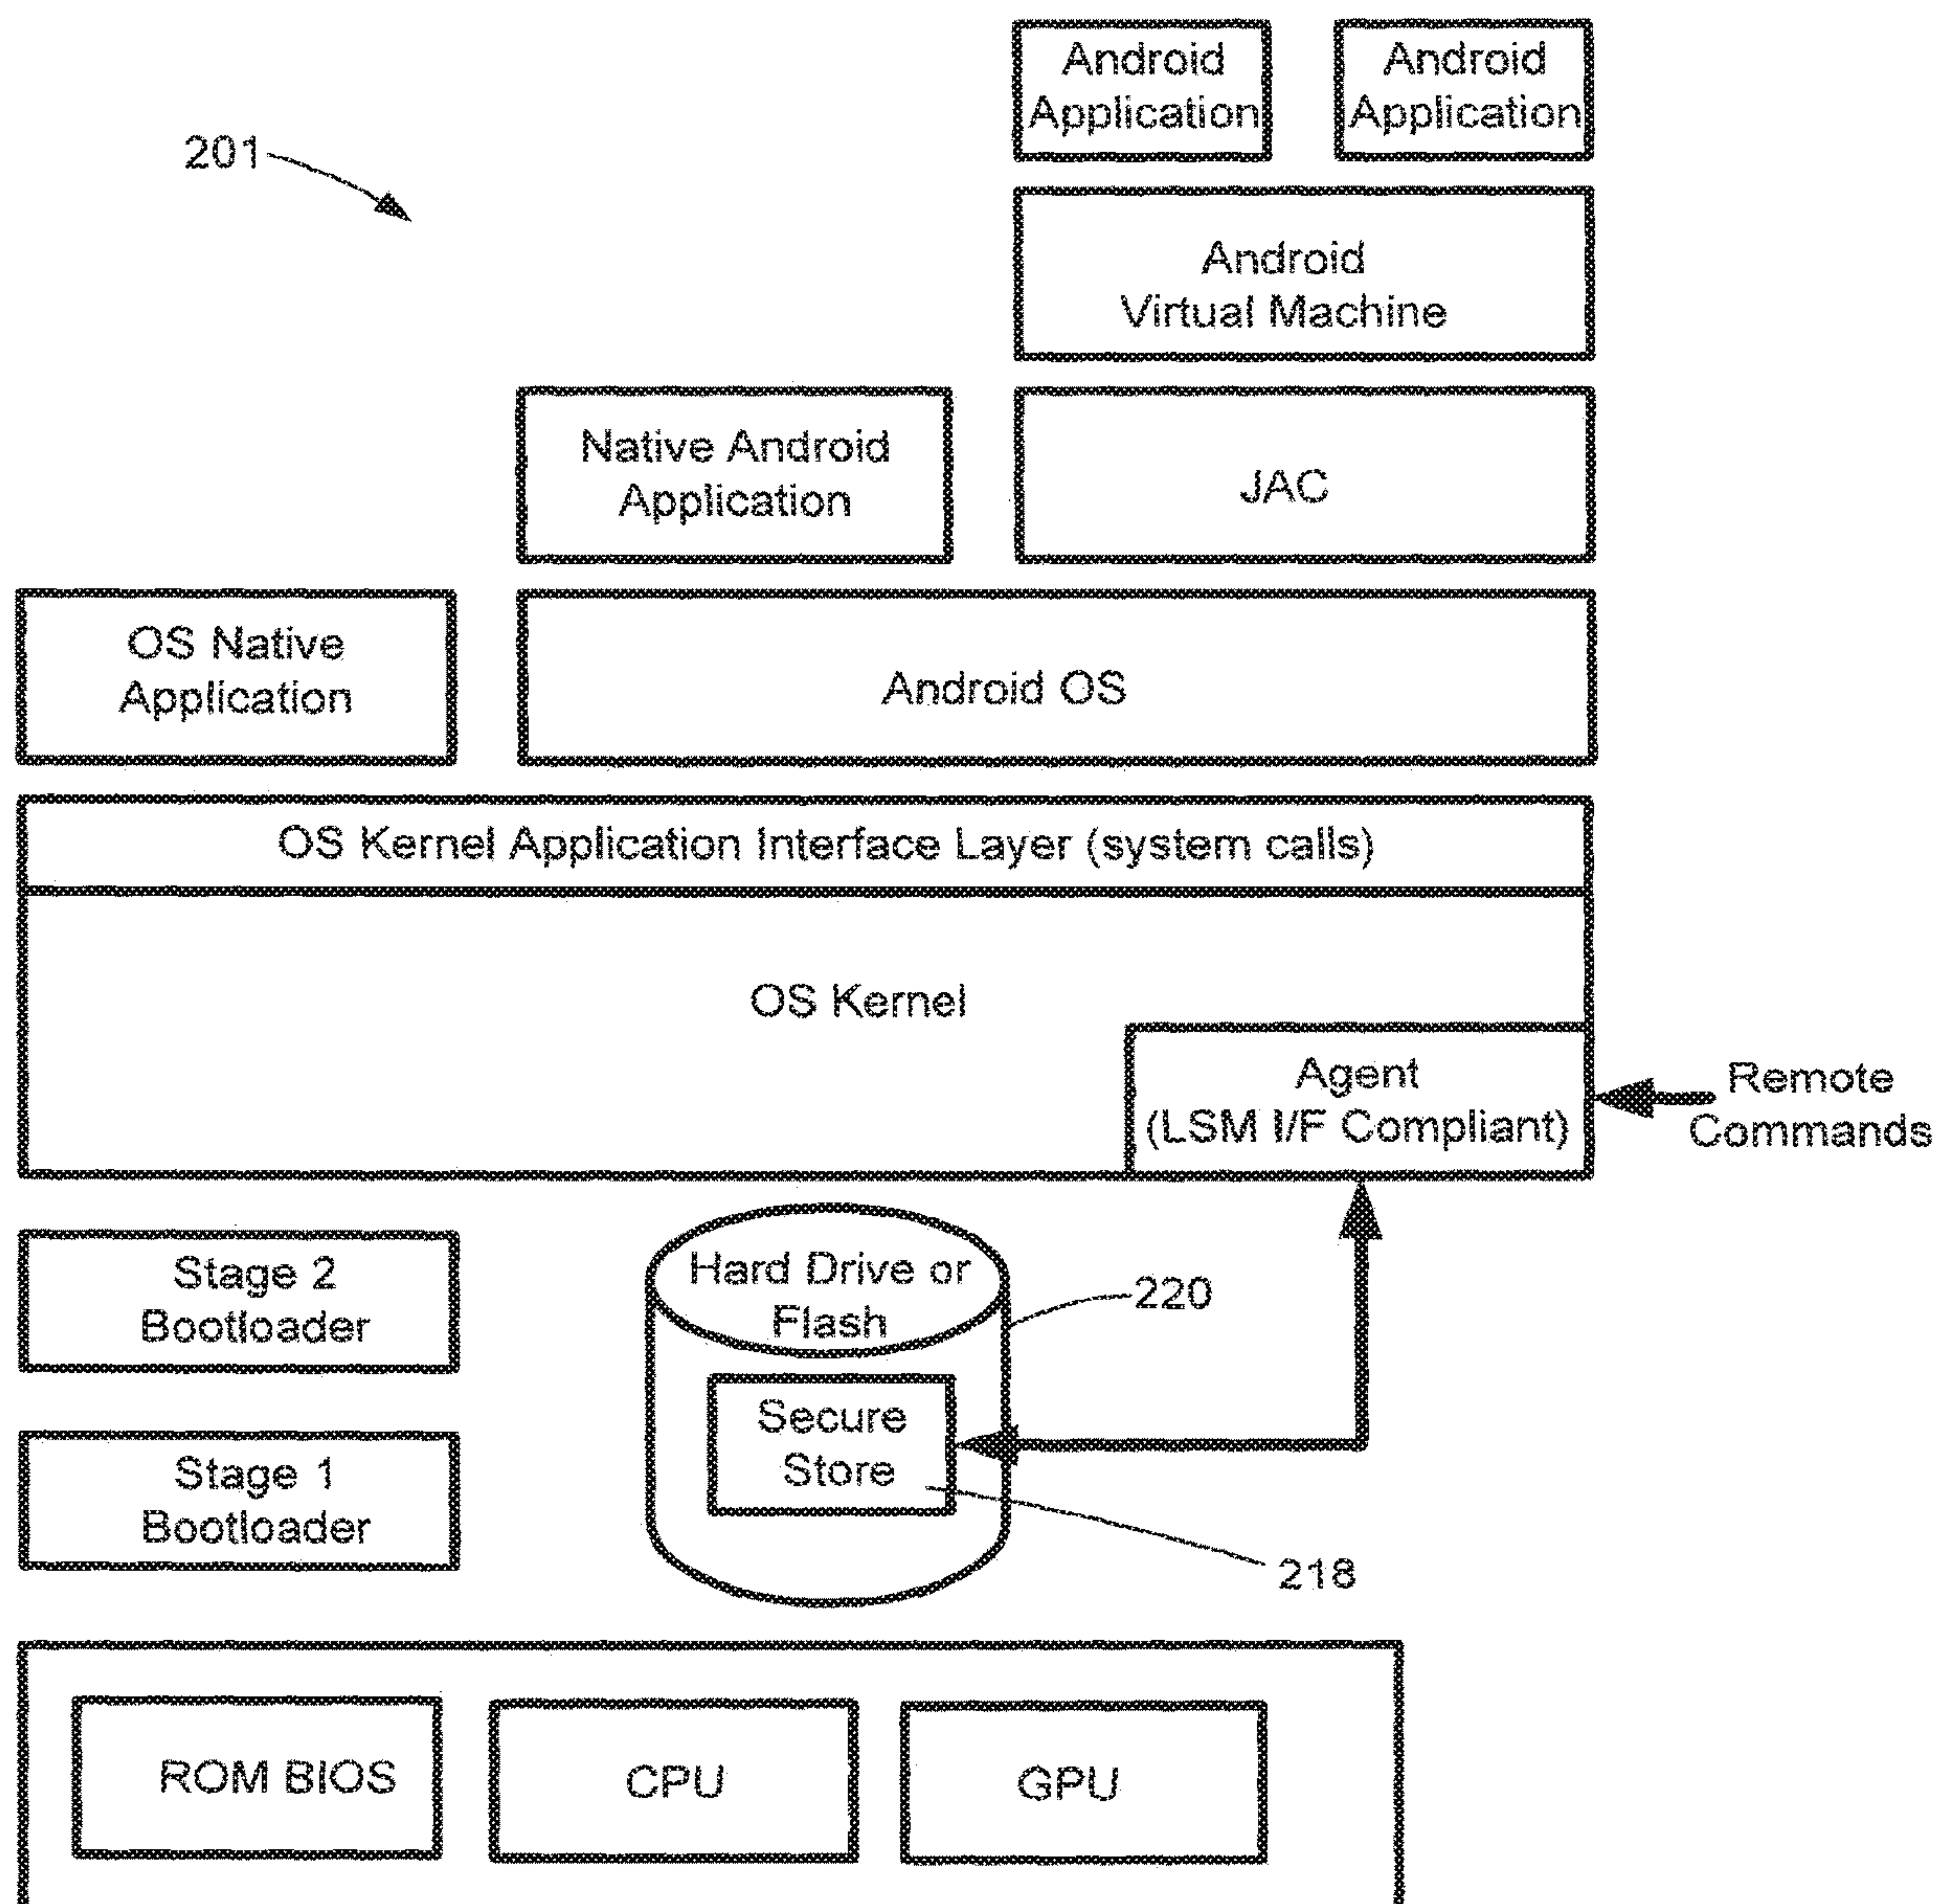 Android
Application
Android
Application
201
Android
Virtual Machine
Native Android
Application
JAC
OS Native
Application
Android OS
OS Kernel Application Interface Layer (system calls)
OS Kernel
Agent
(LSM I/F Compliant)
Remote
Commands
Stage 2
Bootloader
Hard Drive or
Flash
220
Secure
Store
Stage 1
Bootloader
218
ROM BIOS
CPU
GPU